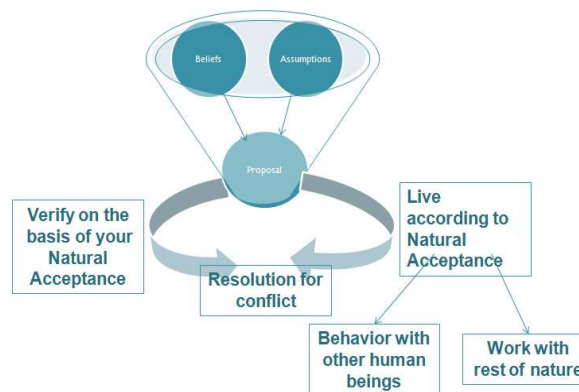 Beliefs
Assumptions
Proposal
Verify on the
basis of your
Natural
Acceptance
Live
according to
Natural
Acceptance
Resolution for
conflict
Behavior with
other human
beings
Work with
rest of nature